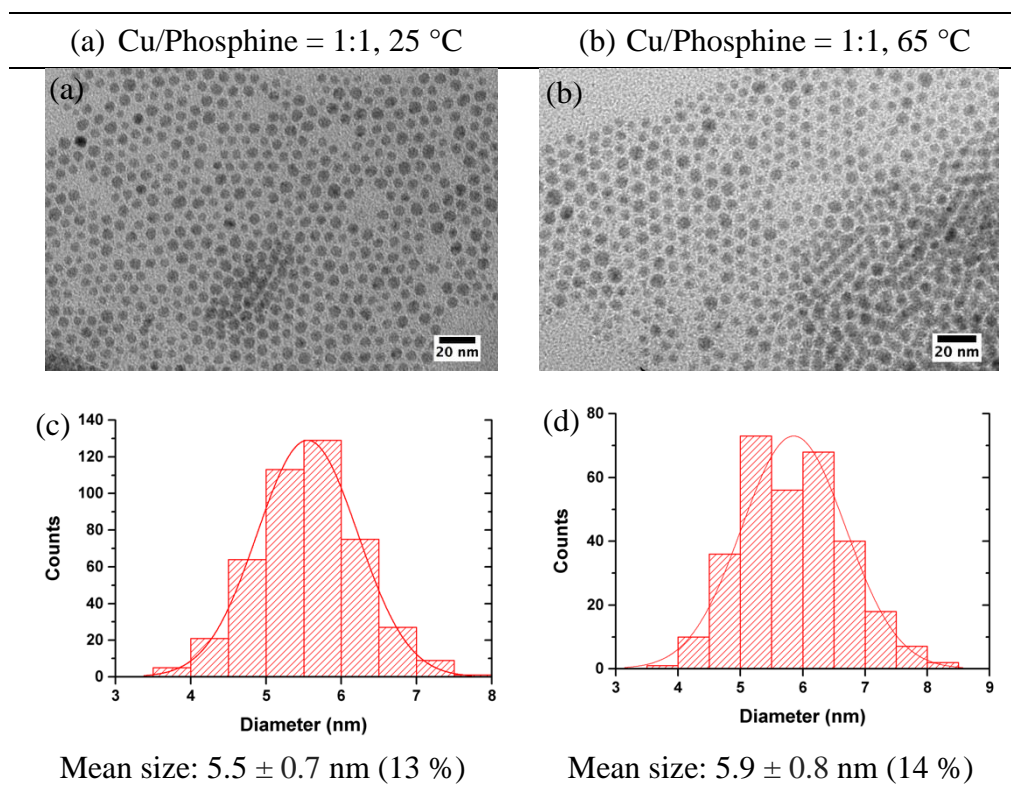 (a) Cu/Phosphine = 1:1, 25 °C
(b) Cu/Phosphine = 1:1, 65 °C
(a)
(b)
20 nm
20 nm
(c)
140
120
100
80
60
40
20
0
Counts
3 4 5 6 7 8
Diameter (nm)
(d)
80
60
40
20
0
Counts
3 4 5 6 7 8 9
Diameter (nm)
Mean size: 5.5 ± 0.7 nm (13 %)
Mean size: 5.9 ± 0.8 nm (14 %)